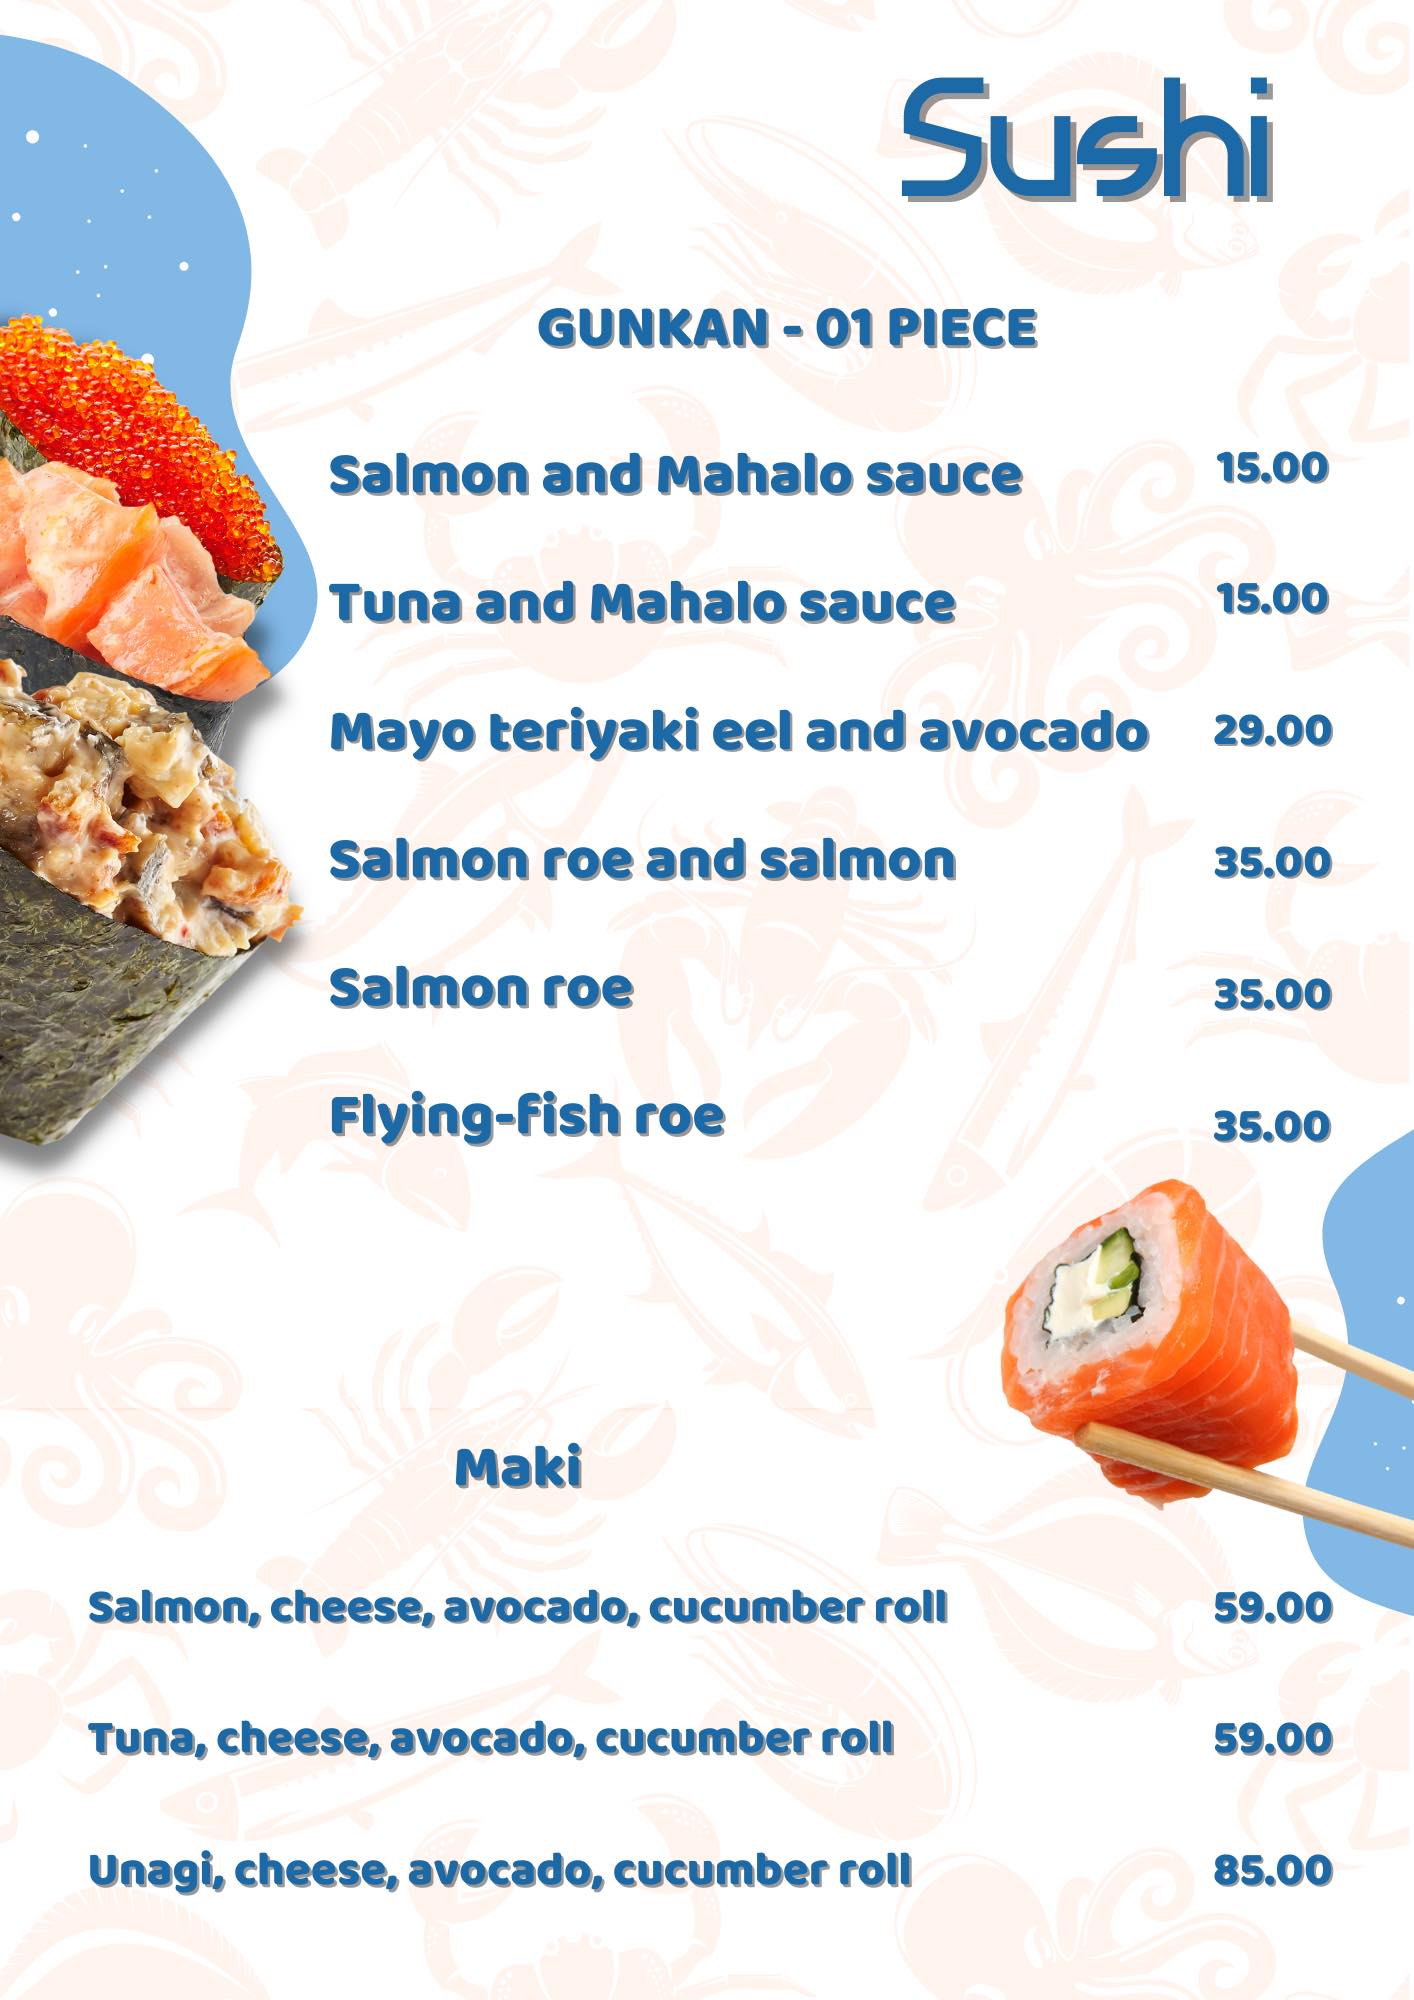 Sushi
GUNKAN - 01 PIECE
Salmon and Mahalo sauce 15.00
Tuna and Mahalo sauce 15.00
Mayo teriyaki eel and avocado 29.00
Salmon roe and salmon 35.00
Salmon roe 35.00
Flying-fish roe 35.00
Maki
Salmon, cheese, avocado, cucumber roll 59.00
Tuna, cheese, avocado, cucumber roll 59.00
Unagi, cheese, avocado, cucumber roll 85.00